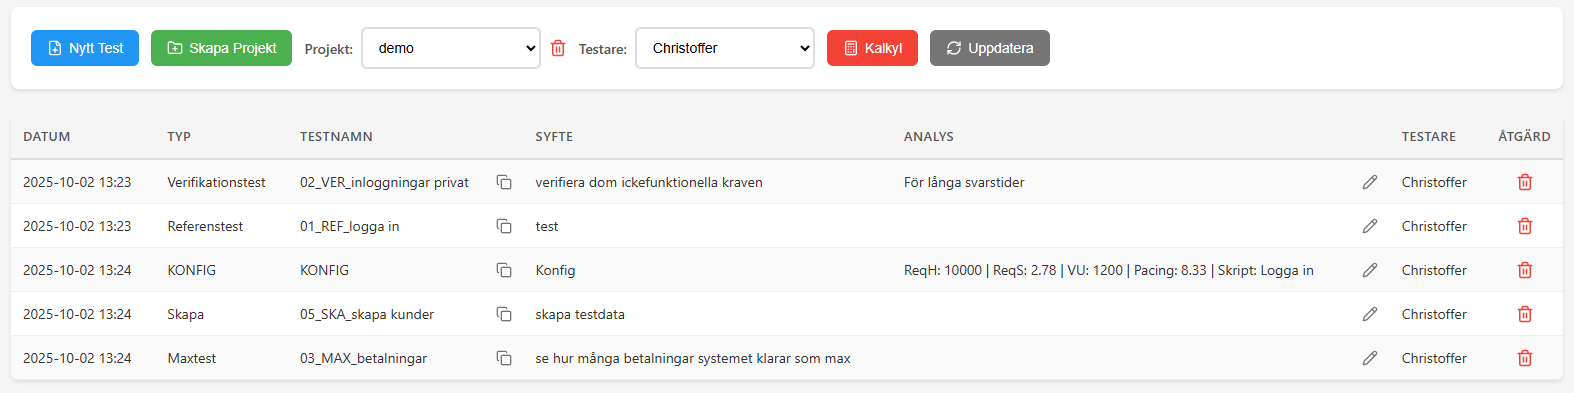 Nytt Test Skapa Projekt Projekt: demo Testare: Christoffer Kalkyl Uppdatera
DATUM TYP TESTNAMN SYFTE ANALYS TESTARE ÅTGÄRD
2025-10-02 13:23 Verifikationstest 02_VER_inloggningar privat verifiera dom ickefunktionella kraven För långa svarstider Christoffer
2025-10-02 13:23 Referenstest 01_REF_logga in test Christoffer
2025-10-02 13:24 KONFIG KONFIG Konfig ReqH: 10000 | ReqS: 2.78 | VU: 1200 | Pacing: 8.33 | Skript: Logga in Christoffer
2025-10-02 13:24 Skapa 05_SKA_skapa kunder skapa testdata Christoffer
2025-10-02 13:24 Maxtest 03_MAX_betalningar se hur många betalningar systemet klarar som max Christoffer